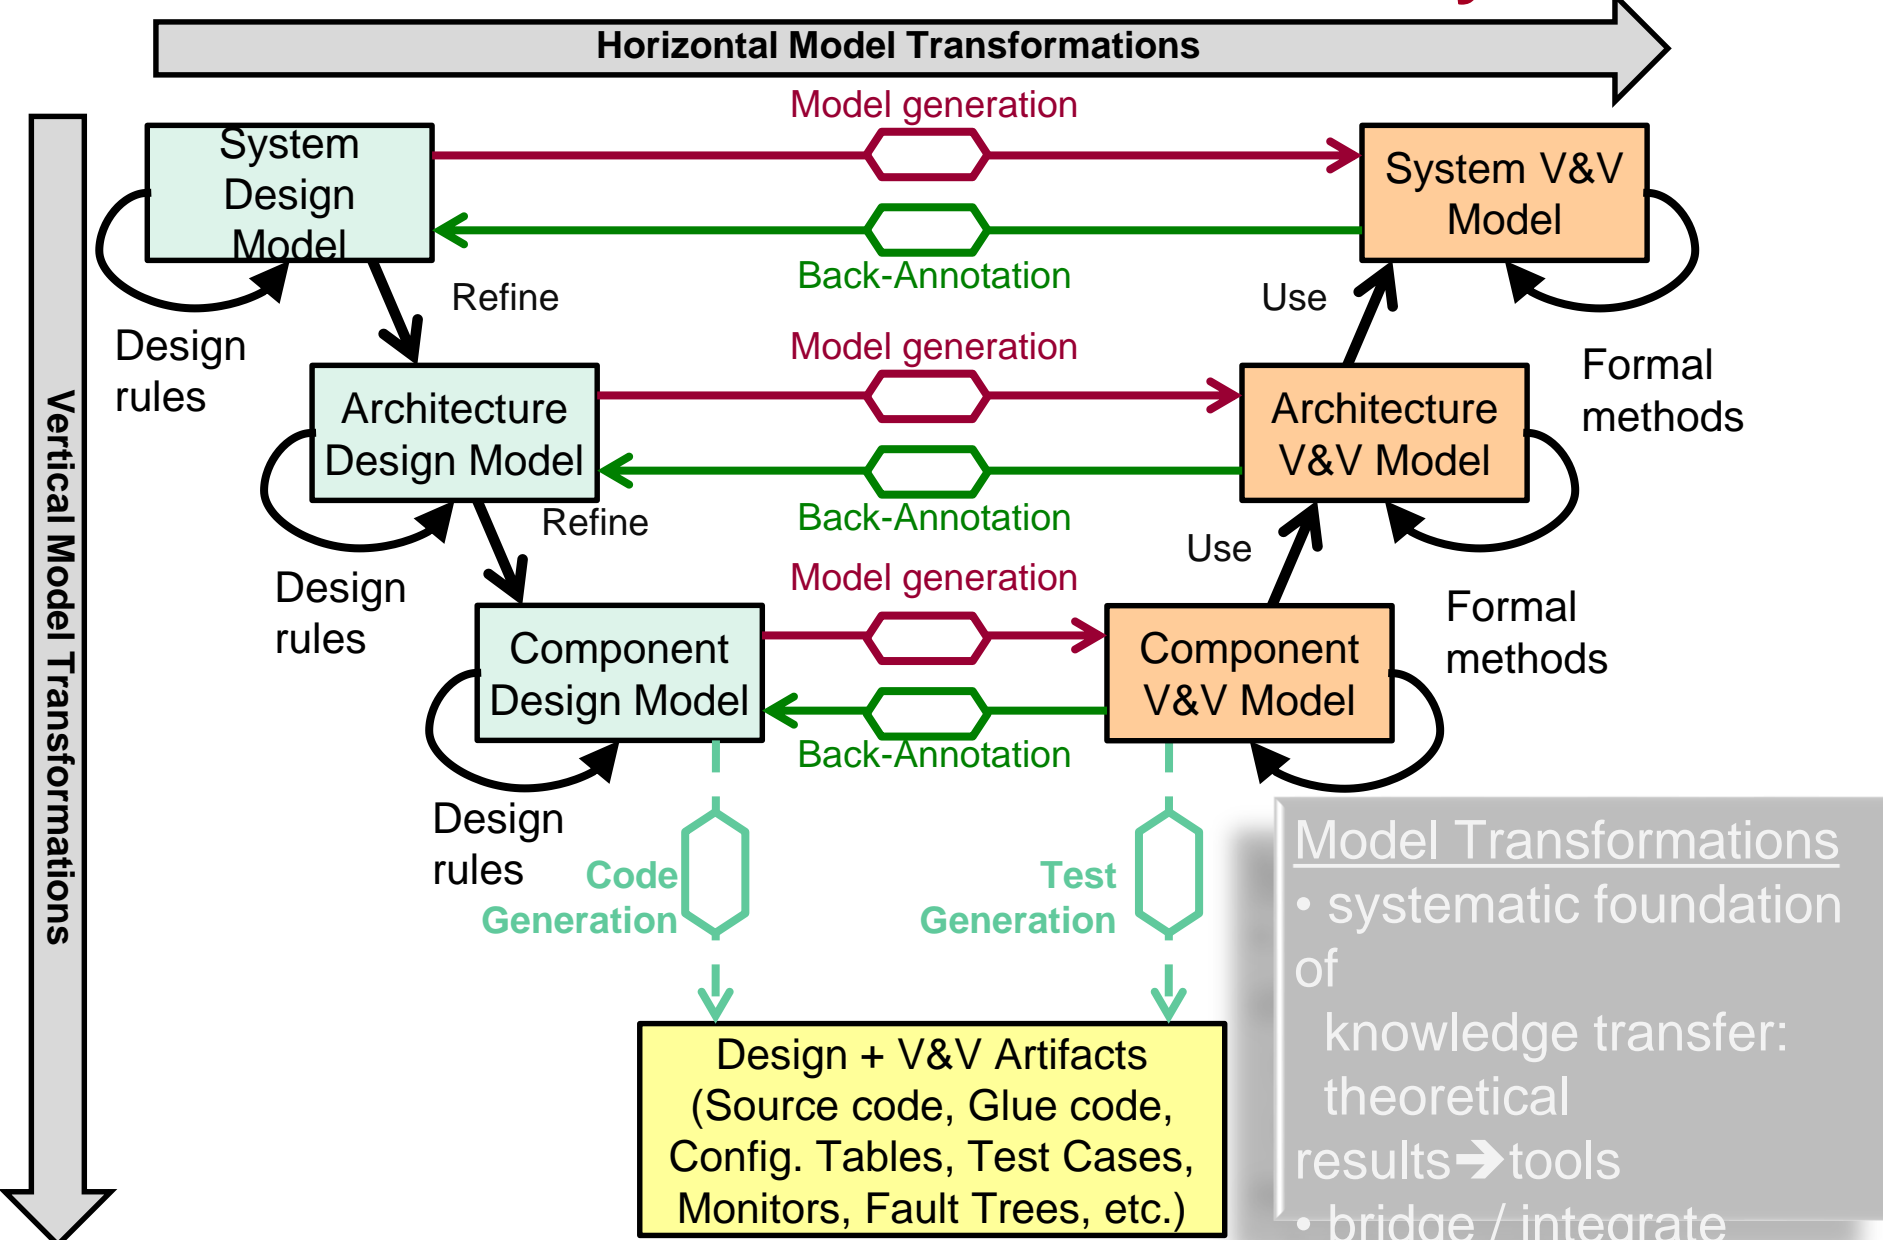 Horizontal Model Transformations
Model generation
System
Design
Model
System V&V
Model
Back-Annotation
Refine
Use
Design
rules
Model generation
Formal
methods
Architecture
Design Model
Architecture
V&V Model
Vertical Model Transformations
Back-Annotation
Refine
Use
Design
rules
Model generation
Formal
methods
Component
Design Model
Component
V&V Model
Back-Annotation
Design
rules
Code
Generation
Test
Generation
Model Transformations
• systematic foundation
of
knowledge transfer:
theoretical
results➔tools
• bridge / integrate
Design + V&V Artifacts
(Source code, Glue code,
Config. Tables, Test Cases,
Monitors, Fault Trees, etc.)